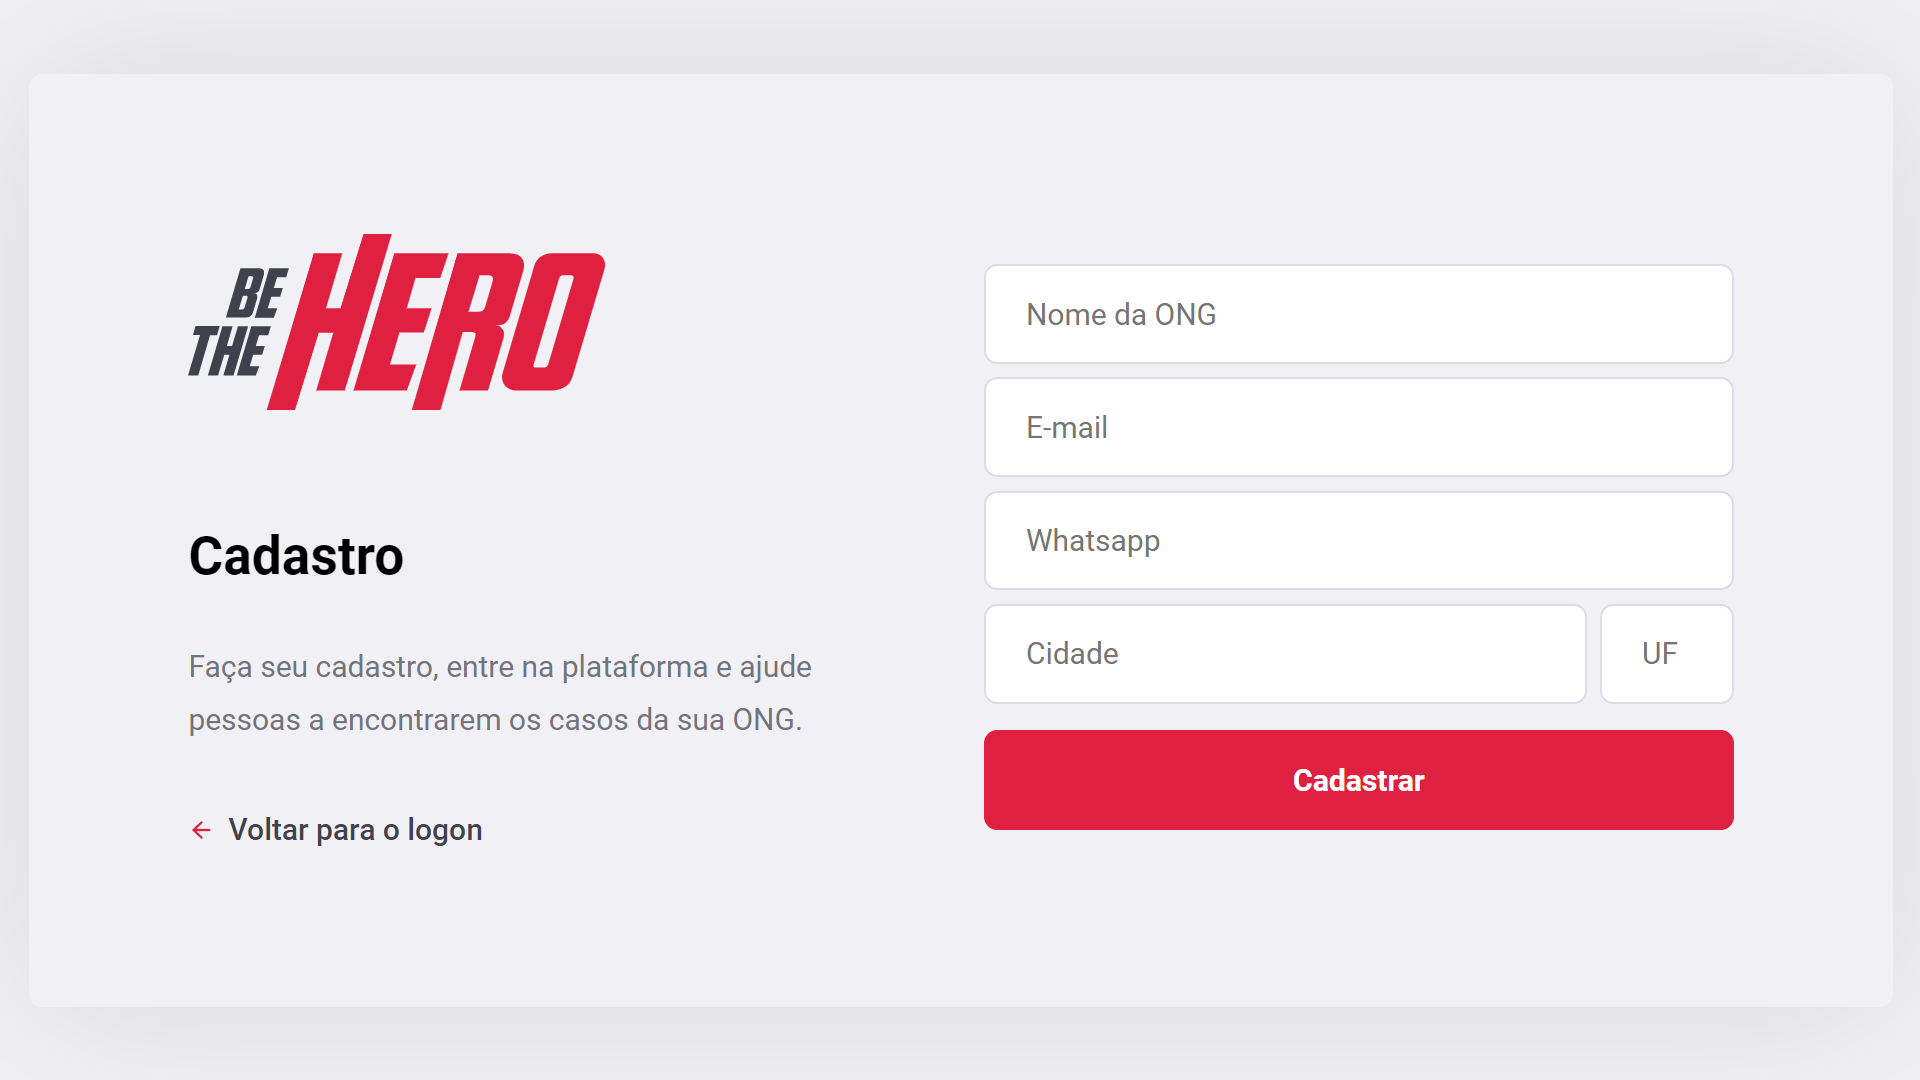 BE
THE
HERO
Cadastro
Faça seu cadastro, entre na plataforma e ajude
pessoas a encontrarem os casos da sua ONG.
Voltar para o logon
Nome da ONG
E-mail
Whatsapp
Cidade
UF
Cadastrar